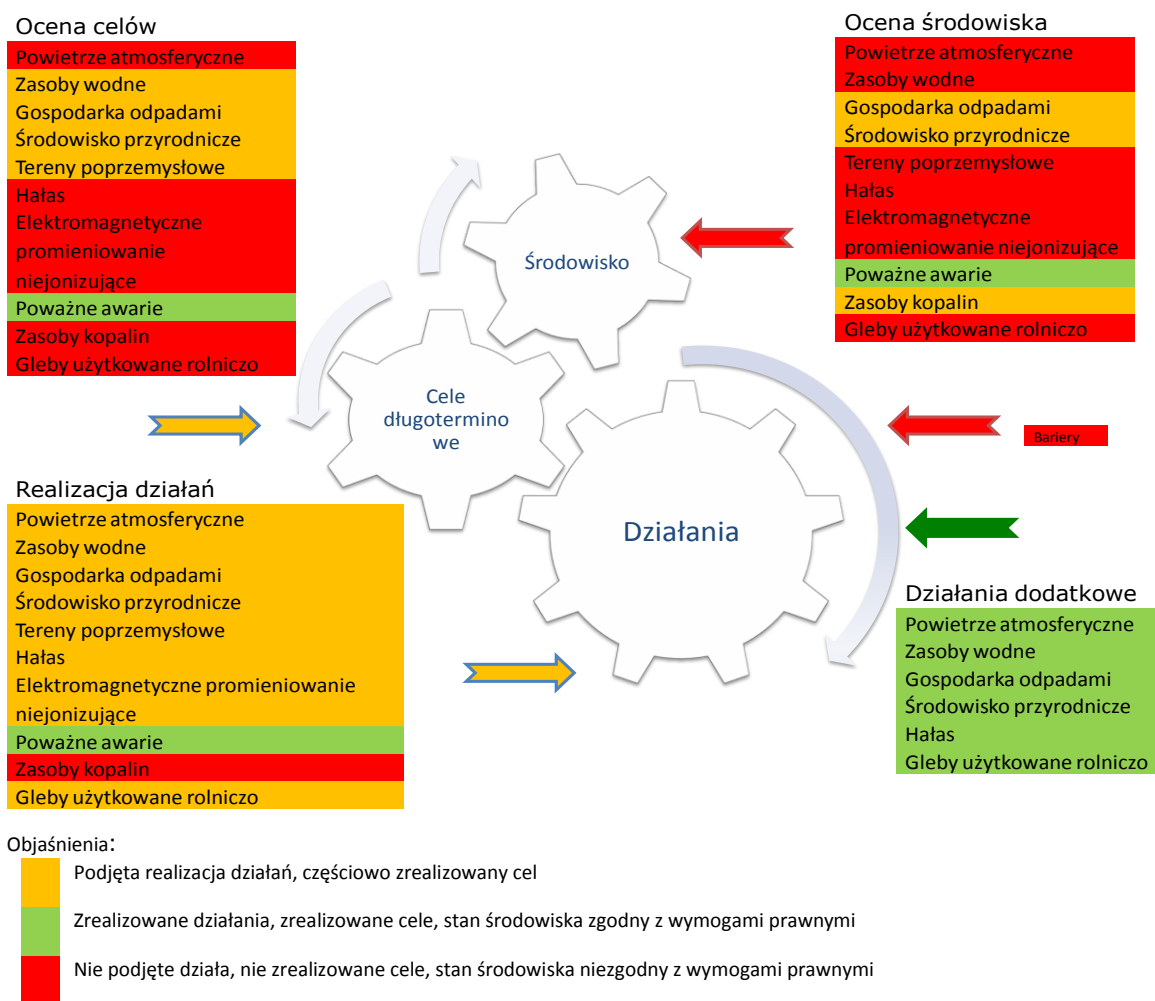 Ocena celów
Powietrze atmosferyczne
Zasoby wodne
Gospodarka odpadami
Środowisko przyrodnicze
Tereny poprzemysłowe
Hałas
Elektromagnetyczne
promieniowanie
niejonizujące
Poważne awarie
Zasoby kopalin
Gleby użytkowane rolniczo
Ocena środowiska
Powietrze atmosferyczne
Zasoby wodne
Gospodarka odpadami
Środowisko przyrodnicze
Tereny poprzemysłowe
Hałas
Elektromagnetyczne
promieniowanie niejonizujące
Poważne awarie
Zasoby kopalin
Gleby użytkowane rolniczo
Środowisko
Cele
długotermino
we
Działania
Bariery
Realizacja działań
Powietrze atmosferyczne
Zasoby wodne
Gospodarka odpadami
Środowisko przyrodnicze
Tereny poprzemysłowe
Hałas
Elektromagnetyczne promieniowanie
niejonizujące
Poważne awarie
Zasoby kopalin
Gleby użytkowane rolniczo
Działania dodatkowe
Powietrze atmosferyczne
Zasoby wodne
Gospodarka odpadami
Środowisko przyrodnicze
Hałas
Gleby użytkowane rolniczo
Objaśnienia:
Podjęta realizacja działań, częściowo zrealizowany cel
Zrealizowane działania, zrealizowane cele, stan środowiska zgodny z wymogami prawnymi
Nie podjęte działa, nie zrealizowane cele, stan środowiska niezgodny z wymogami prawnymi